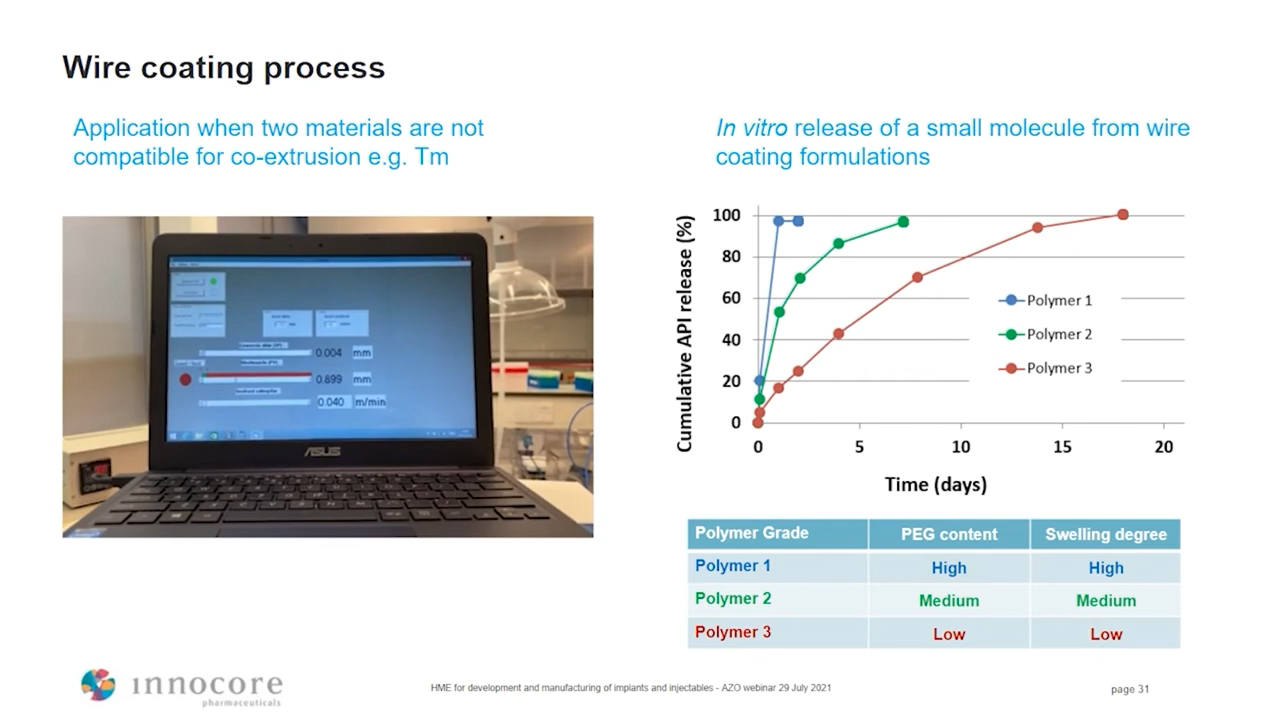 Wire coating process
Application when two materials are not
compatible for co-extrusion e.g. Tm
In vitro release of a small molecule from wire
coating formulations
0.004 mm
0.899 mm
0.040 m/min
ASUS
Cumulative API release (%)
100
80
60
40
20
0
0 5 10 15 20
Time (days)
Polymer 1
Polymer 2
Polymer 3
Polymer Grade PEG content Swelling degree
Polymer 1 High High
Polymer 2 Medium Medium
Polymer 3 Low Low
innocore
pharmaceuticals
HME for development and manufacturing of implants and injectables - AZO webinar 29 July 2021
page 31